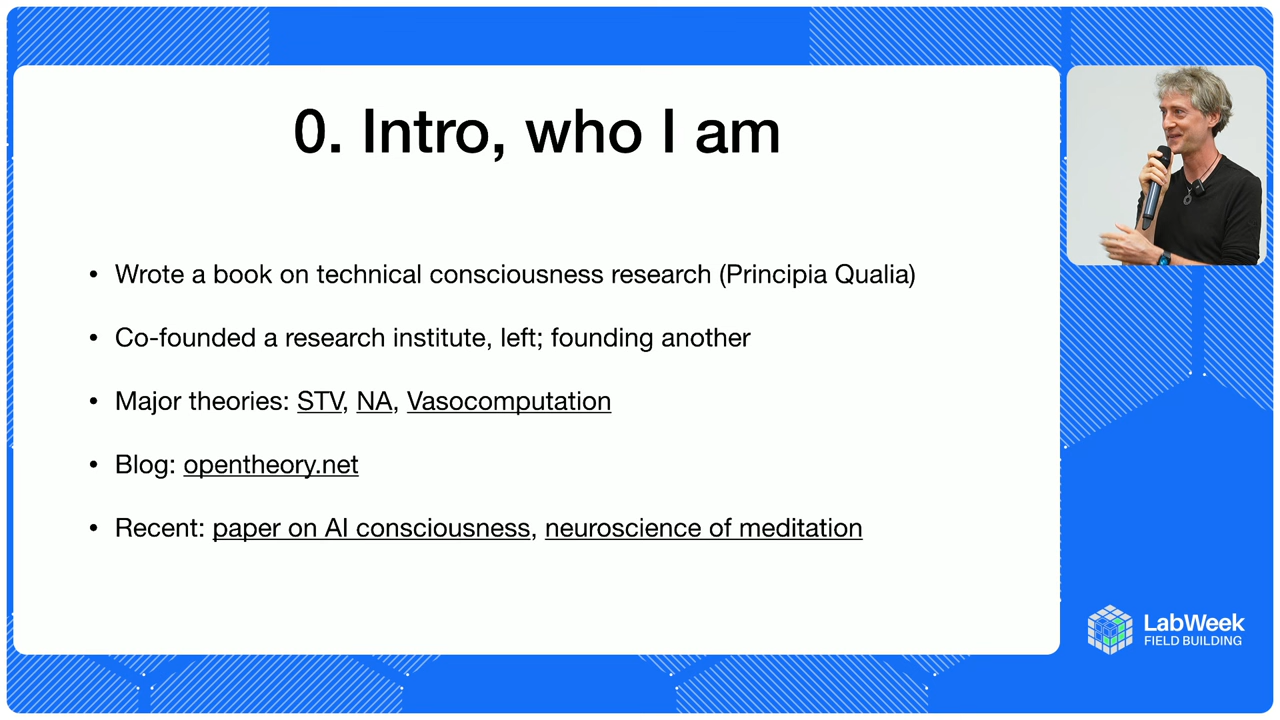 0. Intro, who I am
• Wrote a book on technical consciousness research (Principia Qualia)
• Co-founded a research institute, left; founding another
• Major theories: STV, NA, Vasocomputation
• Blog: opentheory.net
• Recent: paper on AI consciousness, neuroscience of meditation
LabWeek
FIELD BUILDING